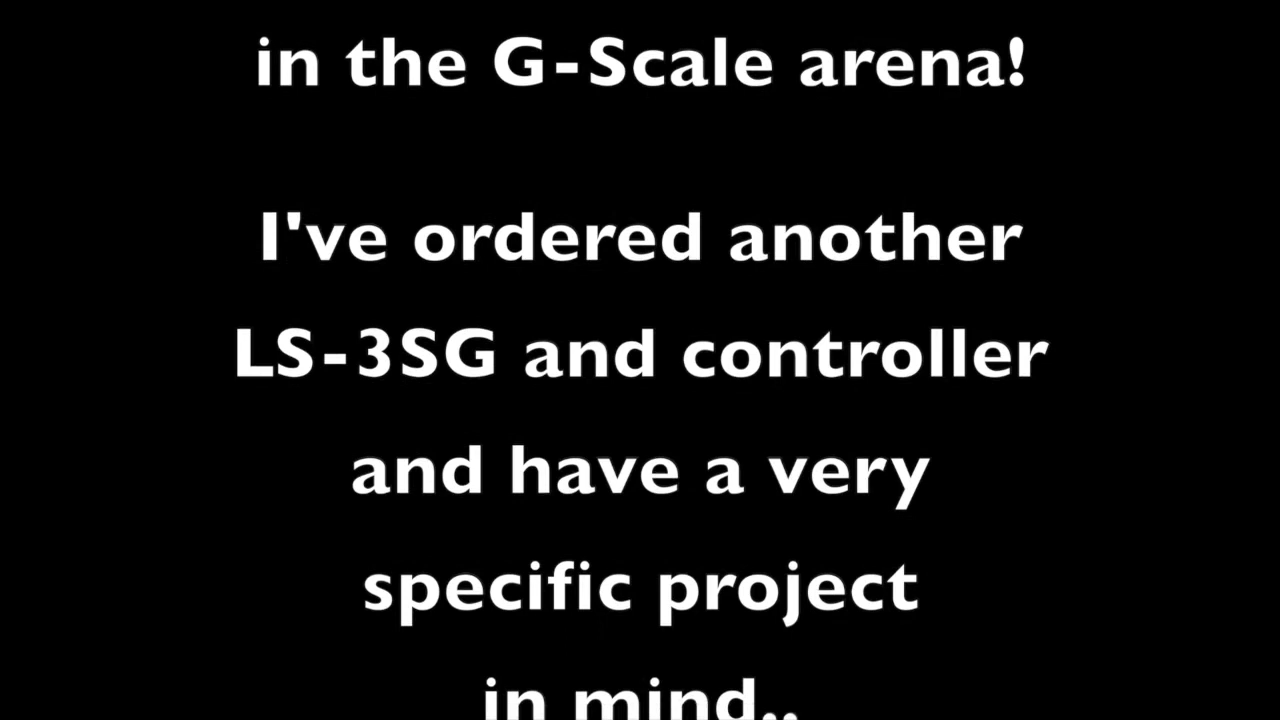 in the G-Scale arena!
I've ordered another
LS-3SG and controller
and have a very
specific project
in mind..